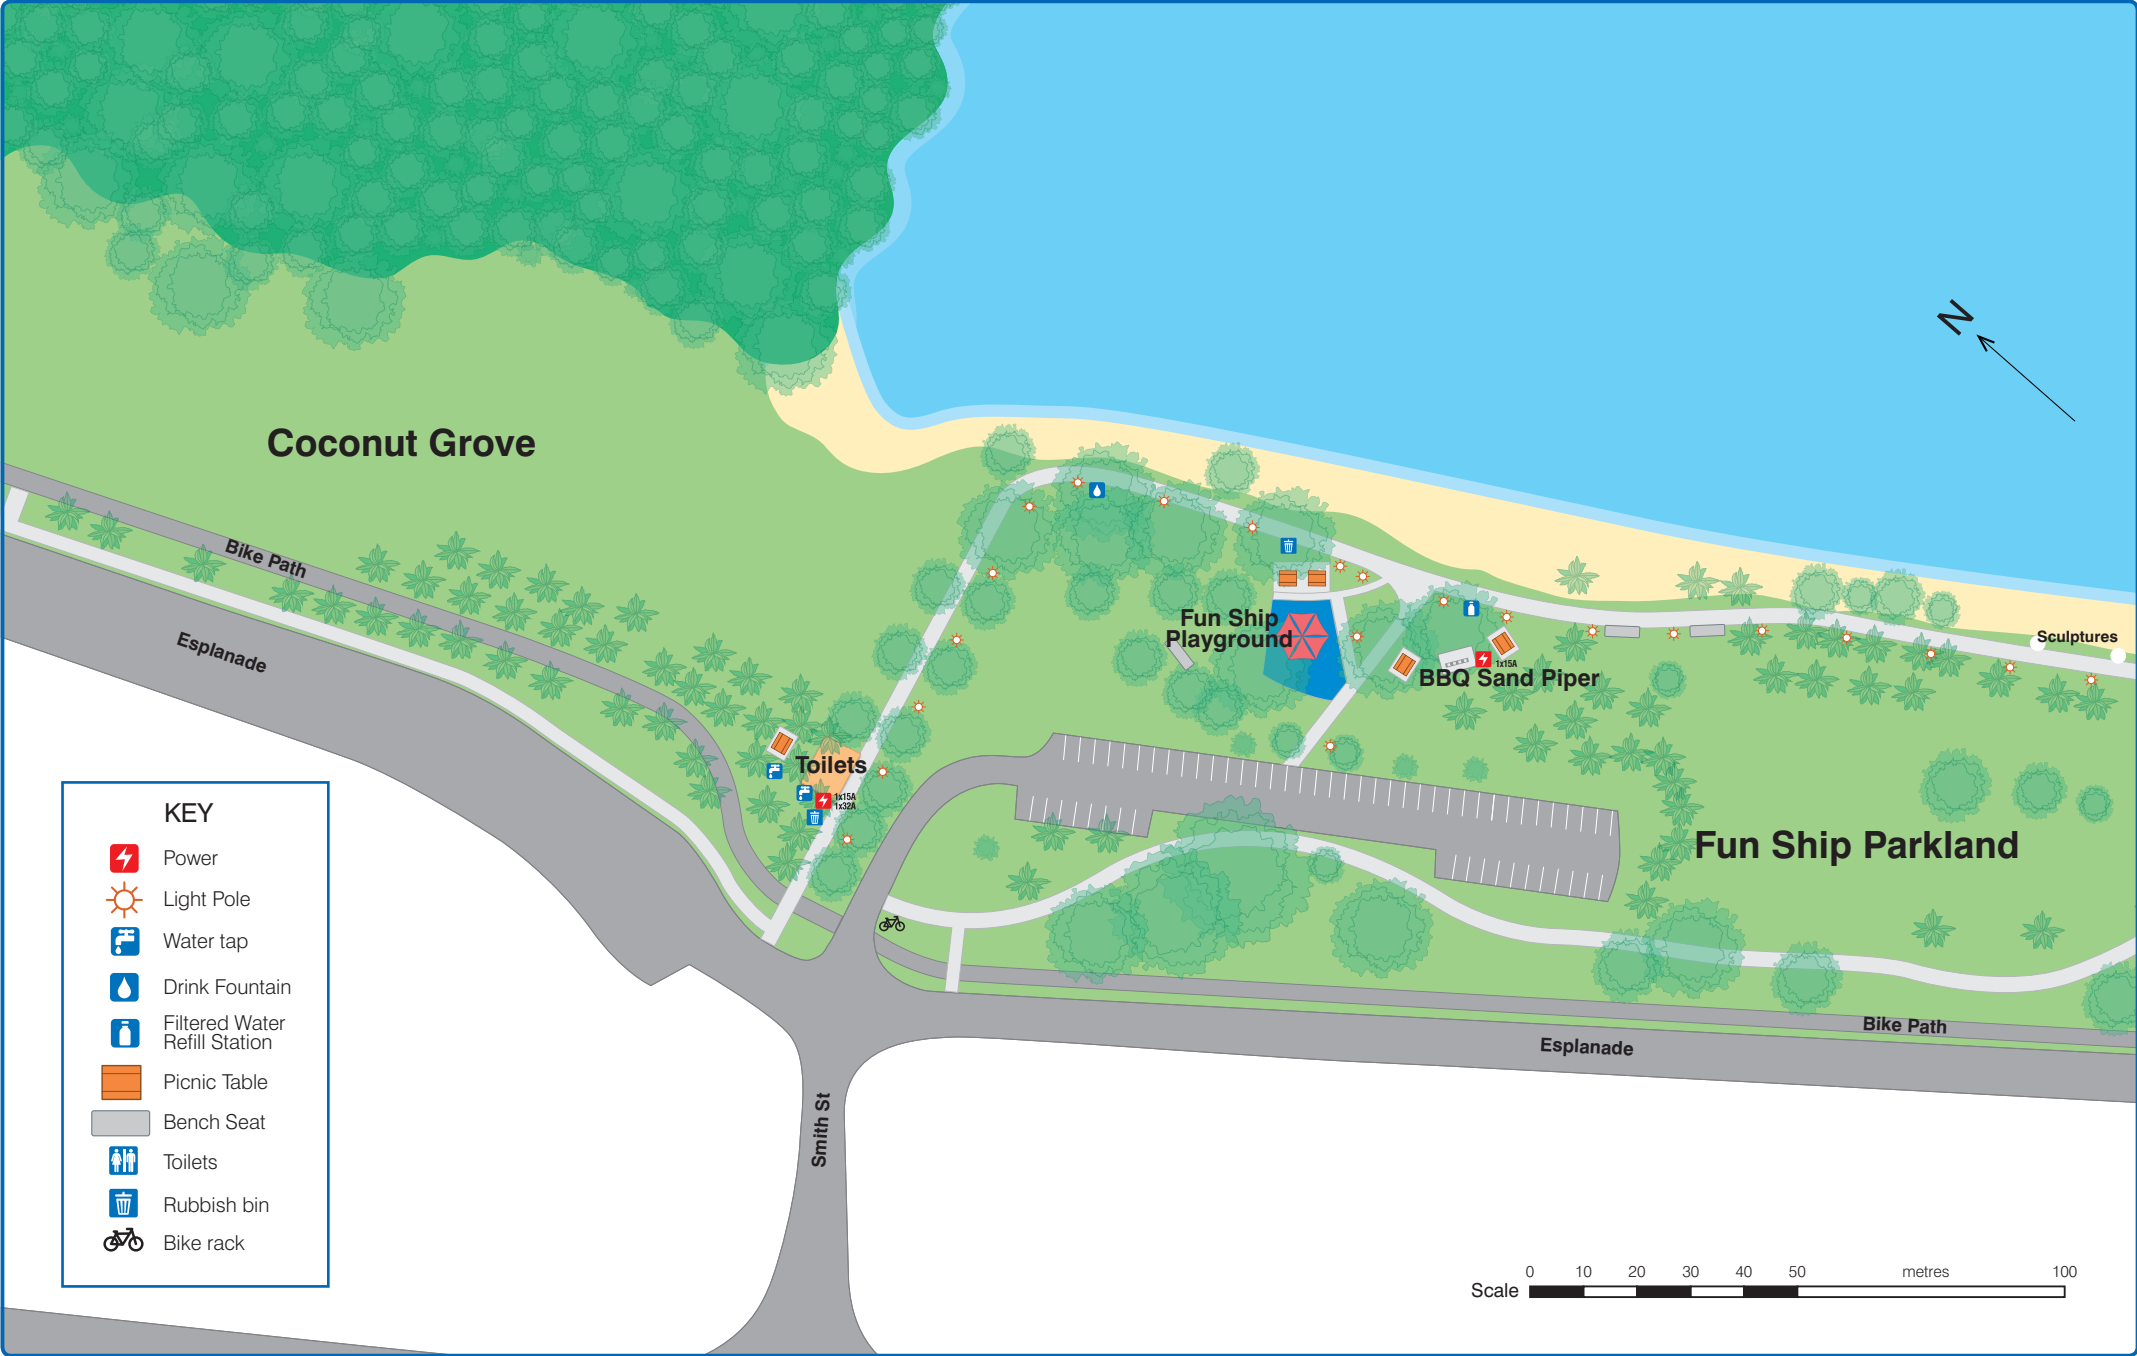 N
Coconut Grove
Bike Path
Esplanade
Fun Ship
Playground
Sculptures
1x15A
BBQ Sand Piper
Toilets
1x15A
1x32A
Fun Ship Parkland
Bike Path
Esplanade
Smith St
KEY
Power
Light Pole
Water tap
Drink Fountain
Filtered Water
Refill Station
Picnic Table
Bench Seat
Toilets
Rubbish bin
Bike rack
0 10 20 30 40 50 metres 100
Scale